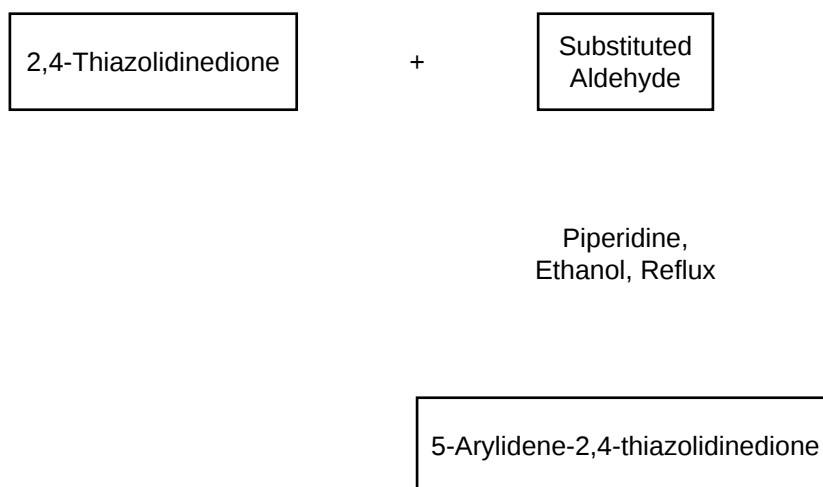 2,4-Thiazolidinedione
+
Substituted
Aldehyde
Piperidine,
Ethanol, Reflux
5-Arylidene-2,4-thiazolidinedione